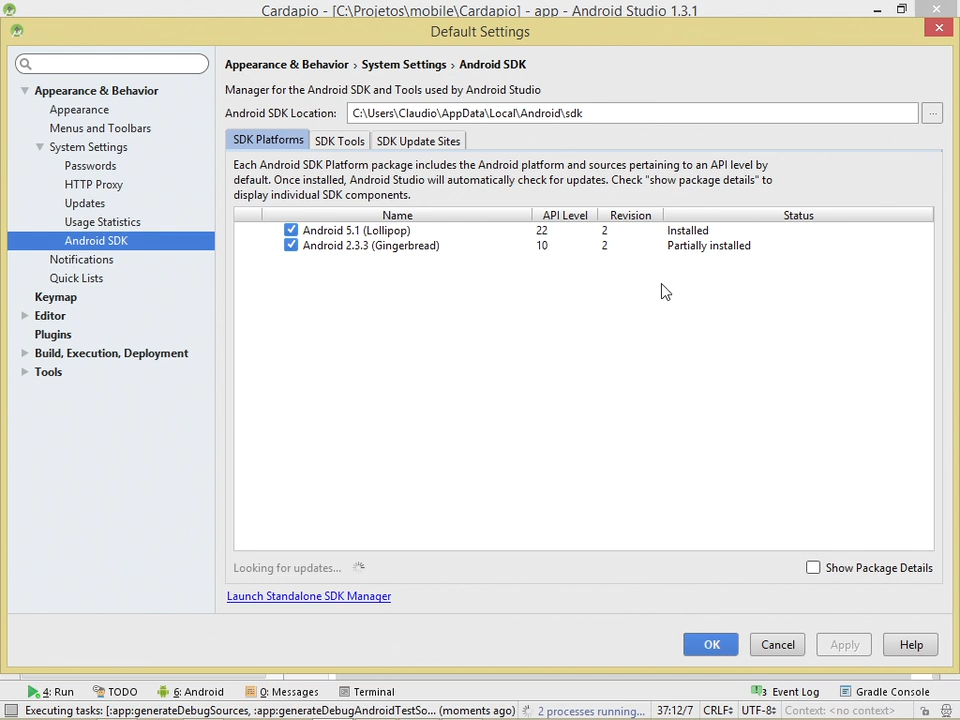 Cardapio - [C:\Projetos\mobile\Cardapio] - app - Android Studio 1.3.1
Default Settings
Appearance & Behavior
Appearance
Menus and Toolbars
System Settings
Passwords
HTTP Proxy
Updates
Usage Statistics
Android SDK
Notifications
Quick Lists
Keymap
Editor
Plugins
Build, Execution, Deployment
Tools
Appearance & Behavior › System Settings › Android SDK
Manager for the Android SDK and Tools used by Android Studio
Android SDK Location: C:\Users\Claudio\AppData\Local\Android\sdk ...
SDK Platforms SDK Tools SDK Update Sites
Each Android SDK Platform package includes the Android platform and sources pertaining to an API level by
default. Once installed, Android Studio will automatically check for updates. Check "show package details" to
display individual SDK components.
Name API Level Revision Status
Android 5.1 (Lollipop) 22 2 Installed
Android 2.3.3 (Gingerbread) 10 2 Partially installed
Looking for updates... Show Package Details
Launch Standalone SDK Manager
OK Cancel Apply Help
4: Run TODO 6: Android 0: Messages Terminal 3 Event Log Gradle Console
Executing tasks: [:app:generateDebugSources, :app:generateDebugAndroidTestSo... (moments ago) 2 processes running... 37:12/7 CRLF UTF-8 Context: <no context>